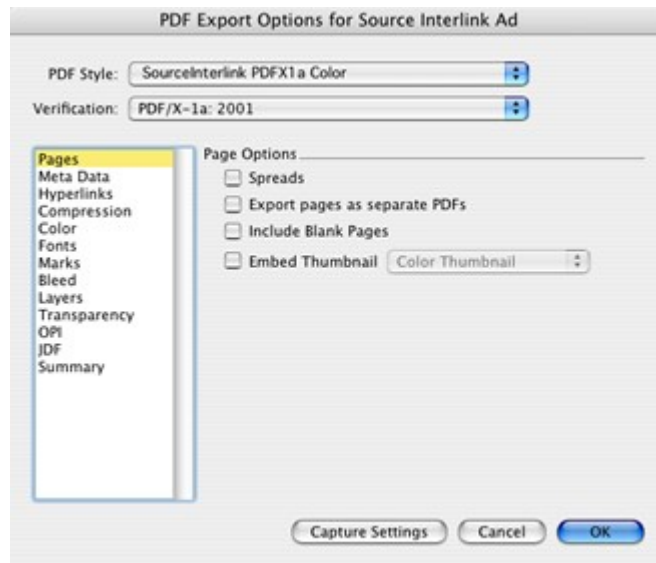 PDF Export Options for Source Interlink Ad
PDF Style: SourceInterlink PDFX1a Color
Verification: PDF/X-1a: 2001
Pages
Meta Data
Hyperlinks
Compression
Color
Fonts
Marks
Bleed
Layers
Transparency
OPI
JDF
Summary
Page Options
Spreads
Export pages as separate PDFs
Include Blank Pages
Embed Thumbnail Color Thumbnail
Capture Settings Cancel OK